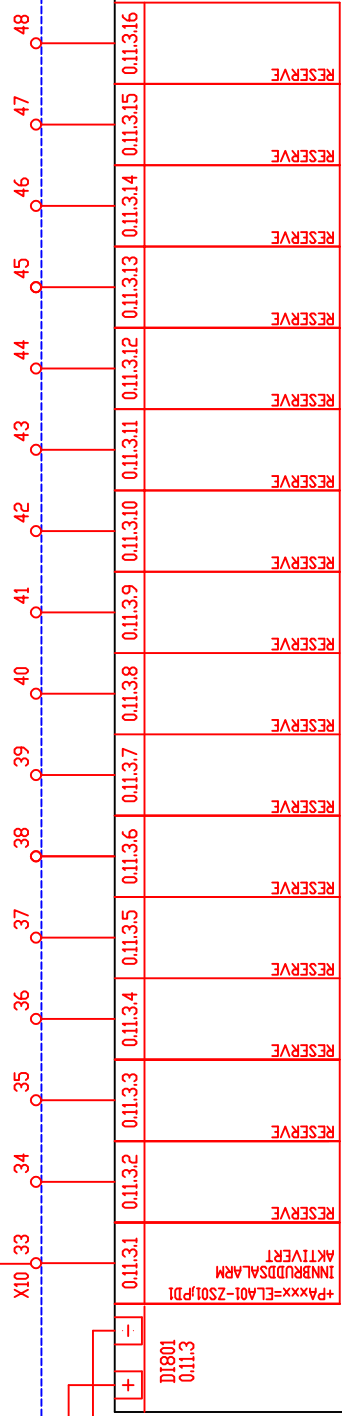 48
0.11.3.16
RESERVE
47
0.11.3.15
RESERVE
46
0.11.3.14
RESERVE
45
0.11.3.13
RESERVE
44
0.11.3.12
RESERVE
43
0.11.3.11
RESERVE
42
0.11.3.10
RESERVE
41
0.11.3.9
RESERVE
40
0.11.3.8
RESERVE
39
0.11.3.7
RESERVE
38
0.11.3.6
RESERVE
37
0.11.3.5
RESERVE
36
0.11.3.4
RESERVE
35
0.11.3.3
RESERVE
34
0.11.3.2
RESERVE
X10 33
0.11.3.1
+PAxxx=ELA01-ZS01;PD1
INNBRUDDSALARM
AKTIVERT
-
+
DI801
0.11.3